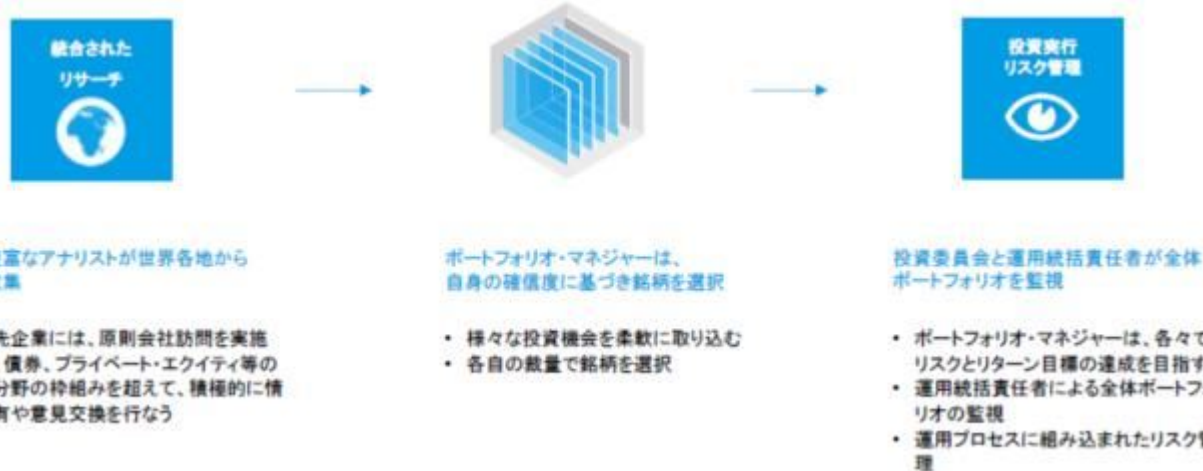 統合された
リサーチ
投資実行
リスク管理
富なアナリストが世界各地から
集
先企業には、原則会社訪問を実施
債券、プライベート・エクイティ等の
分野の枠組みを超えて、積極的に情
有や意見交換を行なう
ポートフォリオ・マネジャーは、
自身の確信度に基づき銘柄を選択
• 様々な投資機会を柔軟に取り込む
• 各自の裁量で銘柄を選択
投資委員会と運用統括責任者が全体
ポートフォリオを監視
• ポートフォリオ・マネジャーは、各々で
リスクとリターン目標の達成を目指す
• 運用統括責任者による全体ポートフォ
リオの監視
• 運用プロセスに組み込まれたリスク管
理